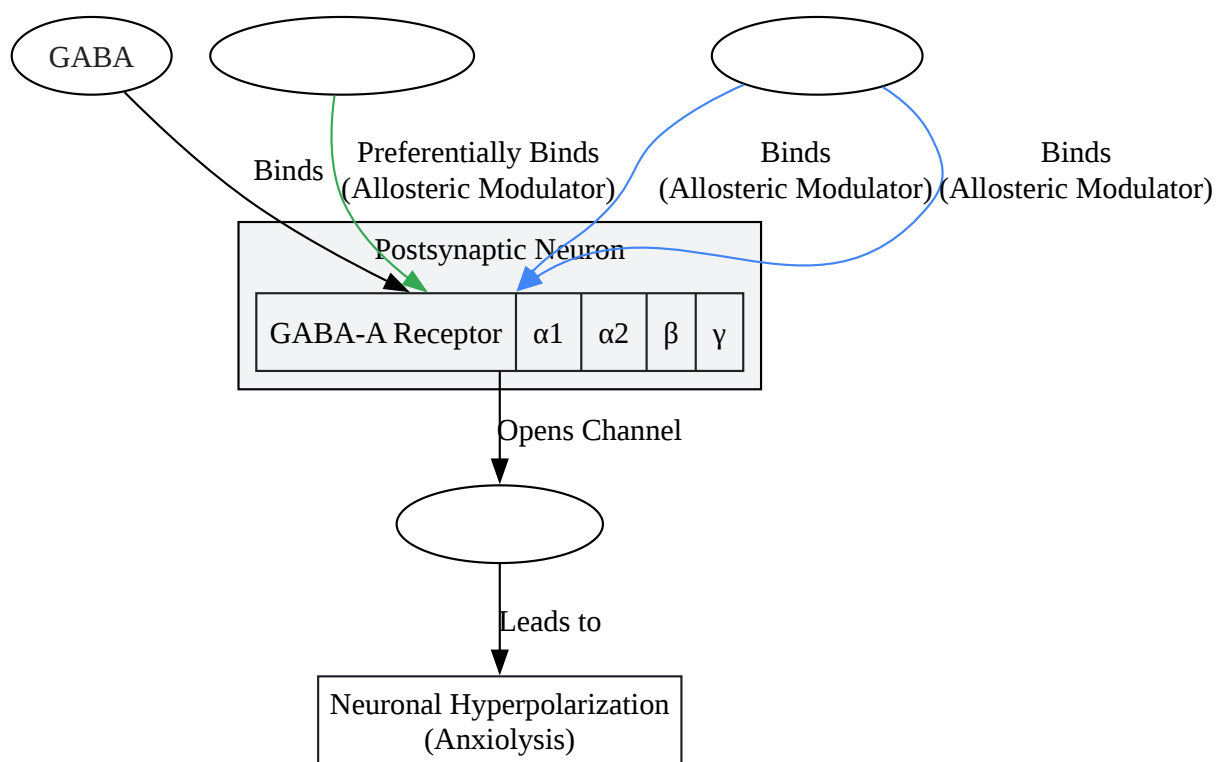 GABA
Binds
Preferentially Binds
(Allosteric Modulator)
Binds
(Allosteric Modulator)
Binds
(Allosteric Modulator)
Postsynaptic Neuron
GABA-A Receptor
α1
α2
β
γ
Opens Channel
Leads to
Neuronal Hyperpolarization
(Anxiolysis)